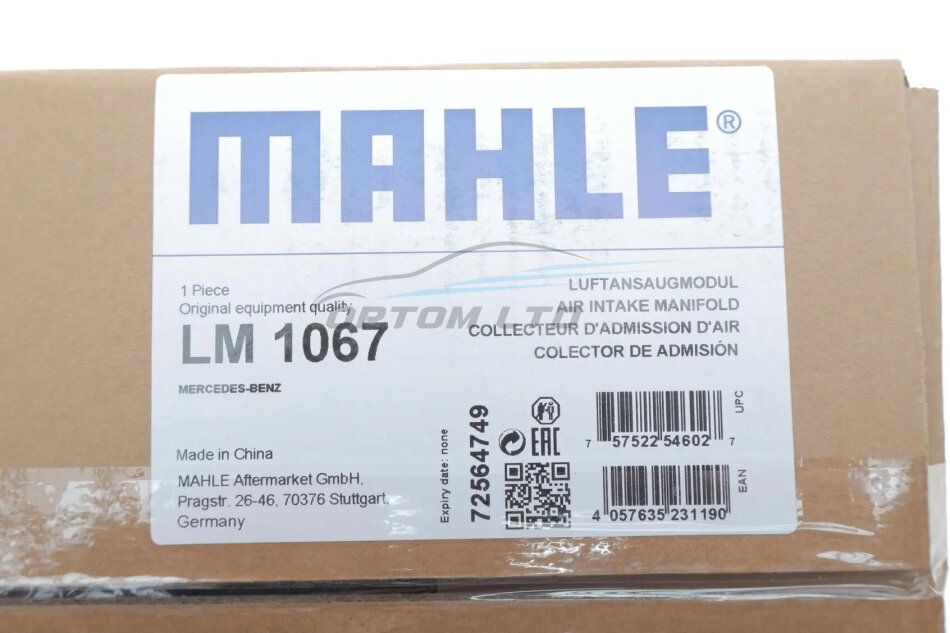 MAHLE®
1 Piece
Original equipment quality
LM 1067
MERCEDES-BENZ
LUFTANSAUGMODUL
AIR INTAKE MANIFOLD
COLLECTEUR D'ADMISSION D'AIR
COLECTOR DE ADMISIÓN
OPTOM LTD
Made in China
MAHLE Aftermarket GmbH,
Pragstr. 26-46, 70376 Stuttgart,
Germany
Expiry date: none
72564749
EAC
UPC
7 57522 54602 7
EAN
4 057635 231190